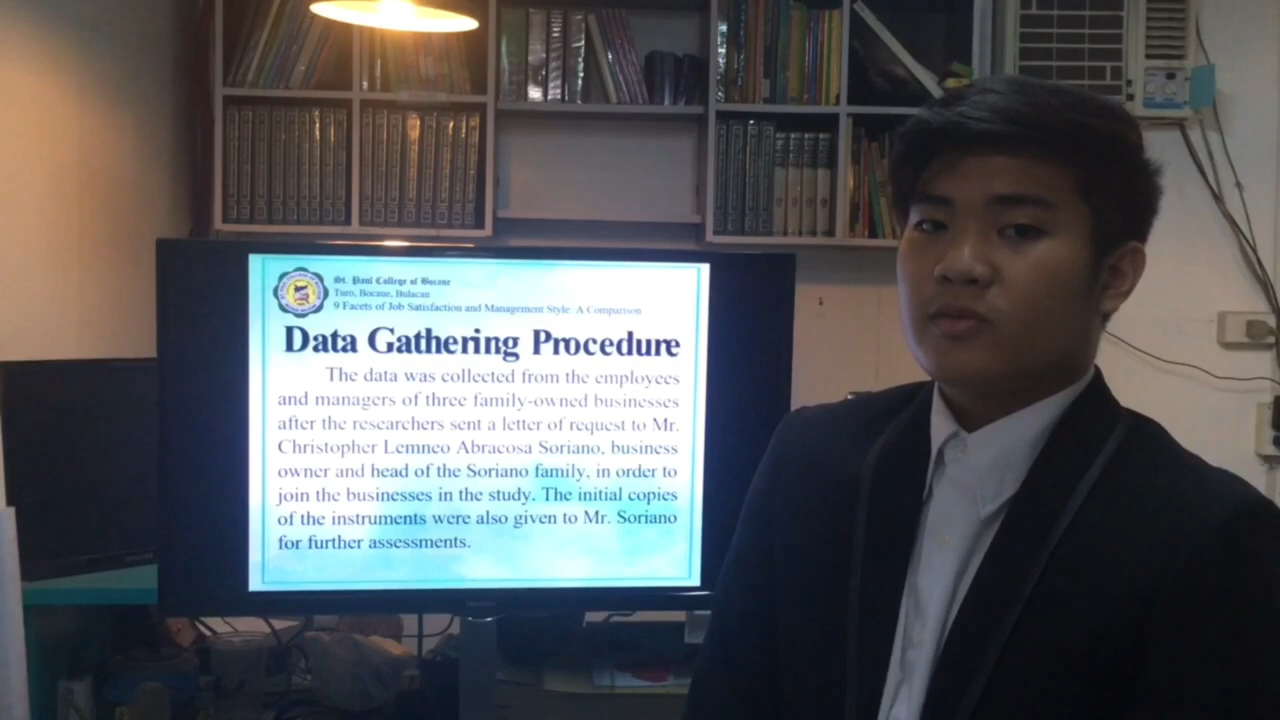 St. Paul College of Bocaue
Turo, Bocaue, Bulacan
9 Facets of Job Satisfaction and Management Style: A Comparison
Data Gathering Procedure
The data was collected from the employees
and managers of three family-owned businesses
after the researchers sent a letter of request to Mr.
Christopher Lemneo Abracosa Soriano, business
owner and head of the Soriano family, in order to
join the businesses in the study. The initial copies
of the instruments were also given to Mr. Soriano
for further assessments.